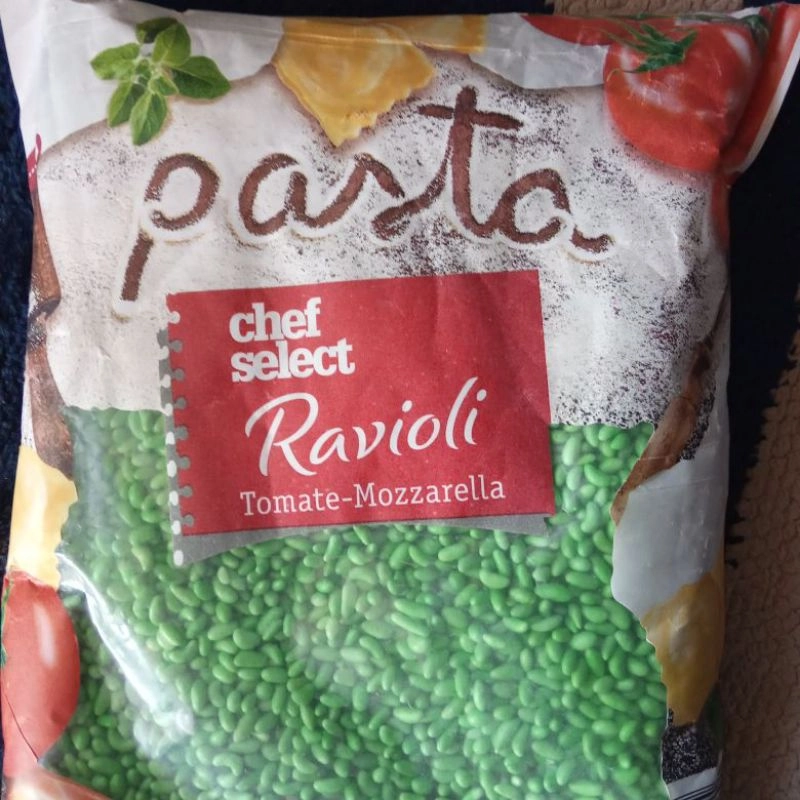 pasta
chef
select
Ravioli
Tomate-Mozzarella